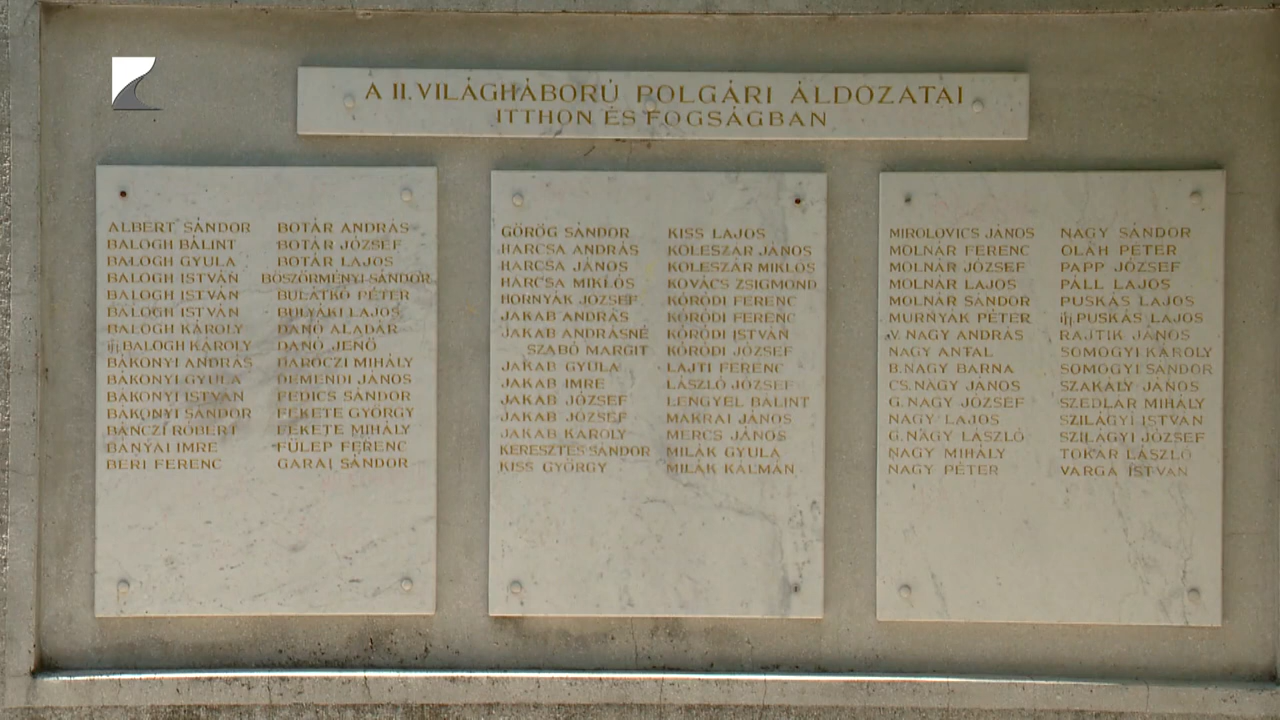 A II. VILÁGHÁBORÚ POLGÁRI ÁLDOZATAI
ITTHON ÉS FOGSÁGBAN
ALBERT SÁNDOR
BALOGH BÁLINT
BALOGH GYULA
BALOGH ISTVÁN
BALOGH ISTVÁN
BALOGH ISTVÁN
BALOGH KÁROLY
ifj BALOGH KÁROLY
BÁKONYI ANDRÁS
BÁKONYI GYULA
BÁKONYI ISTVÁN
BÁKONYI SÁNDOR
BÁNCZI RÓBERT
BÁNYAI IMRE
BERI FERENC
BOTÁR ANDRÁS
BOTÁR JÓZSEF
BOTÁR LAJOS
BÖSZÖRMÉNYI SÁNDOR
BULÁTKÓ PÉTER
BULYÁKI LAJOS
DANÓ ALADÁR
DANÓ JENŐ
DARÓCZI MIHÁLY
DEMENDI JÁNOS
FEDICS SÁNDOR
FEKETE GYÖRGY
FEKETE MIHÁLY
FÜLEP FERENC
GARAI SÁNDOR
GÖRÖG SÁNDOR
HARCSA ANDRÁS
HARCSA JÁNOS
HARCSA MIKLÓS
HORNYÁK JÓZSEF
JAKAB ANDRÁS
JAKAB ANDRÁSNÉ
SZABÓ MARGIT
JAKAB GYULA
JAKAB IMRE
JAKAB JÓZSEF
JAKAB JÓZSEF
JAKAB KÁROLY
KERESZTES SÁNDOR
KISS GYÖRGY
KISS LAJOS
KOLESZÁR JÁNOS
KOLESZÁR MIKLÓS
KOVÁCS ZSIGMOND
KÓRÓDI FERENC
KÓRÓDI FERENC
KÓRÓDI ISTVÁN
KÓRÓDI JÓZSEF
LAJTI FERENC
LÁSZLÓ JÓZSEF
LENGYEL BÁLINT
MAKRAI JÁNOS
MERCS JÁNOS
MILÁK GYULA
MILÁK KÁLMÁN
MIROLOVICS JÁNOS
MOLNÁR FERENC
MOLNÁR JÓZSEF
MOLNÁR LAJOS
MOLNÁR SÁNDOR
MURNYÁK PÉTER
V. NAGY ANDRÁS
NAGY ANTAL
B. NAGY BARNA
CS. NAGY JÁNOS
G. NAGY JÓZSEF
NAGY LAJOS
G. NAGY LÁSZLÓ
NAGY MIHÁLY
NAGY PÉTER
NAGY SÁNDOR
OLÁH PÉTER
PAPP JÓZSEF
PÁLL LAJOS
PUSKÁS LAJOS
ifj PUSKÁS LAJOS
RAJTIK JÁNOS
SOMOGYI KÁROLY
SOMOGYI SÁNDOR
SZAKÁLY JÁNOS
SZEDLÁR MIHÁLY
SZILÁGYI ISTVÁN
SZILÁGYI JÓZSEF
TOKAR LÁSZLÓ
VARGA ISTVÁN